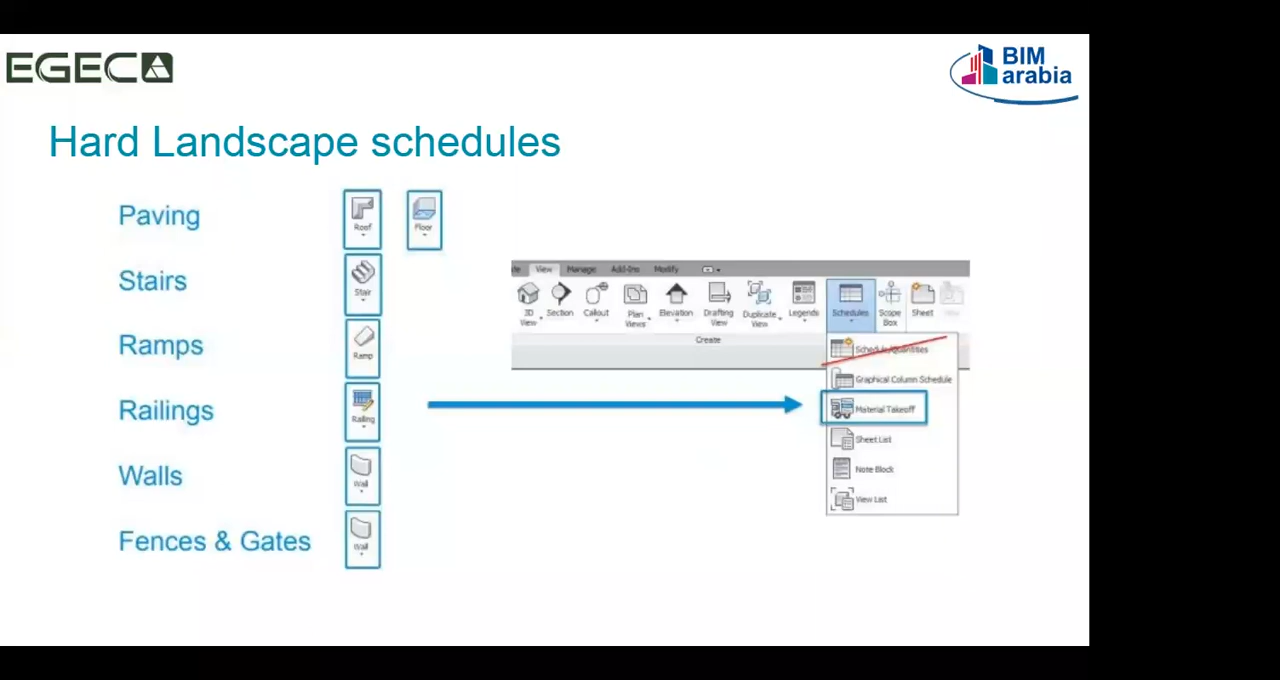 EGECA
BIM
arabia
Hard Landscape schedules
Paving
Roof
Floor
Stairs
Stair
Ramps
Ramp
Railings
Railing
Walls
Wall
Fences & Gates
Wall
View Manage Add-Ins Modify
3D View
Section
Callout
Plan Views
Elevation
Drafting View
Duplicate View
Legends
Schedules
Scope Box
Sheet
Create
Schedule/Quantities
Graphical Column Schedule
Material Takeoff
Sheet List
Note Block
View List